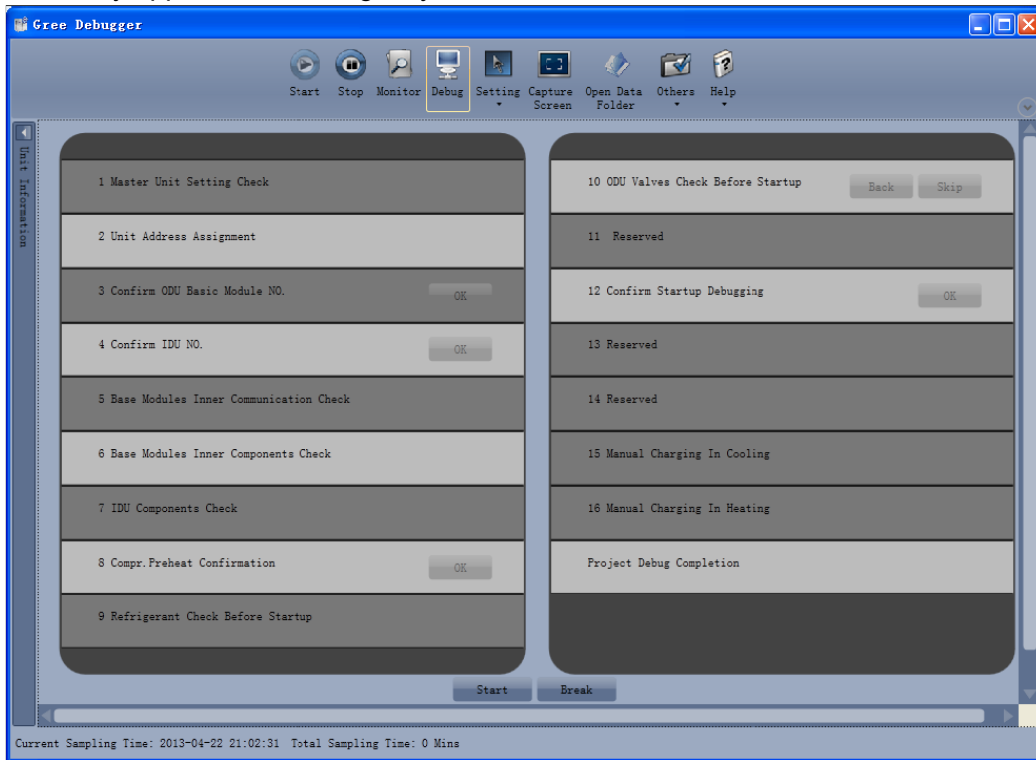 Gree Debugger
Start Stop Monitor Debug Setting Capture Screen Open Data Folder Others Help
Unit Information
1 Master Unit Setting Check
2 Unit Address Assignment
3 Confirm ODU Basic Module NO. OK
4 Confirm IDU NO. OK
5 Base Modules Inner Communication Check
6 Base Modules Inner Components Check
7 IDU Components Check
8 Compr.Preheat Confirmation OK
9 Refrigerant Check Before Startup
10 ODU Valves Check Before Startup Back Skip
11 Reserved
12 Confirm Startup Debugging OK
13 Reserved
14 Reserved
15 Manual Charging In Cooling
16 Manual Charging In Heating
Project Debug Completion
Start Break
Current Sampling Time: 2013-04-22 21:02:31 Total Sampling Time: 0 Mins